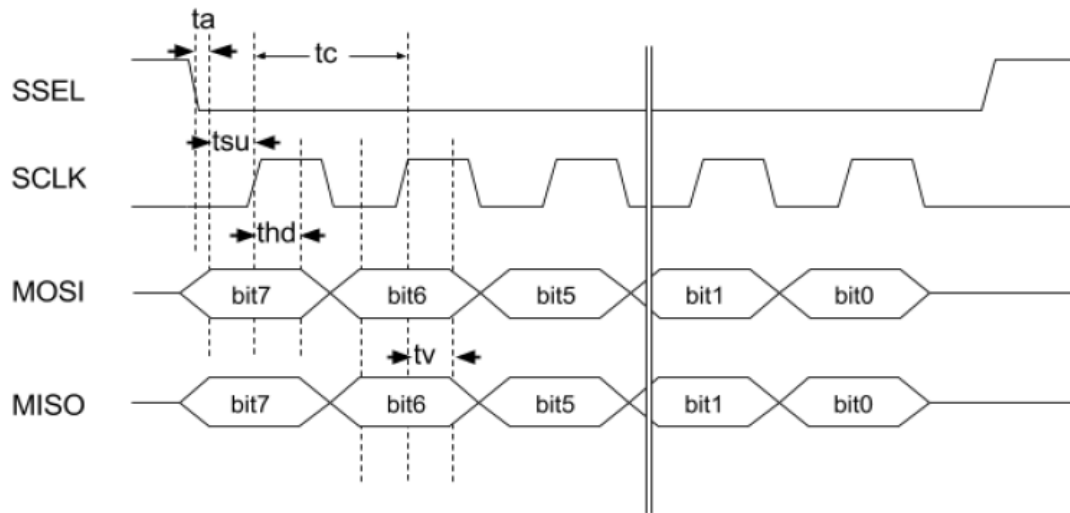 ta
tc
SSEL
tsu
SCLK
thd
MOSI bit7 bit6 bit5 bit1 bit0
tv
MISO bit7 bit6 bit5 bit1 bit0